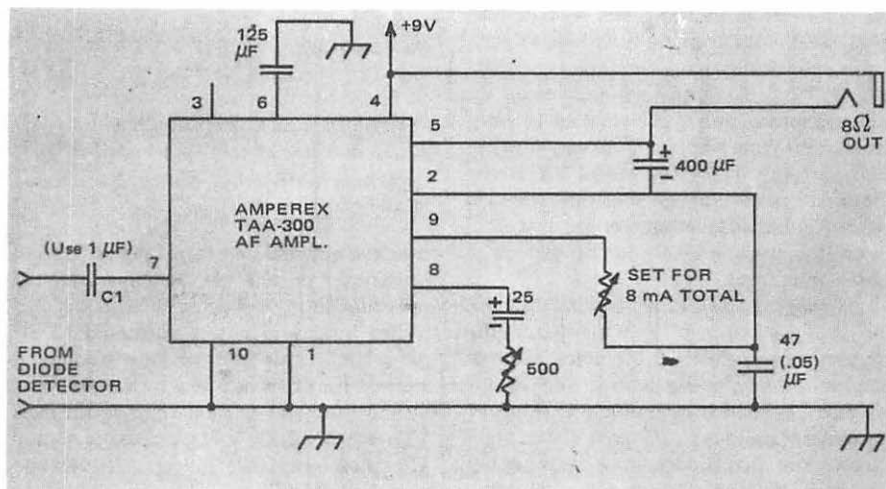 125
µF
+9V
3
6
4
5
8Ω
OUT
+
400 µF
−
2
AMPEREX
TAA-300
AF AMPL.
9
(Use 1 µF)
7
C1
SET FOR
8 mA TOTAL
8
+
25
−
500
47
(.05)
µF
FROM
DIODE
DETECTOR
10
1